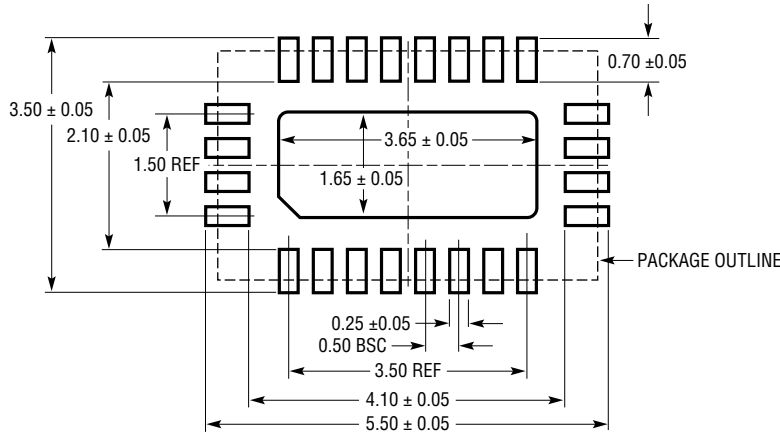 0.70 ±0.05
3.50 ± 0.05
2.10 ± 0.05
3.65 ± 0.05
1.50 REF
1.65 ± 0.05
PACKAGE OUTLINE
0.25 ±0.05
0.50 BSC
3.50 REF
4.10 ± 0.05
5.50 ± 0.05